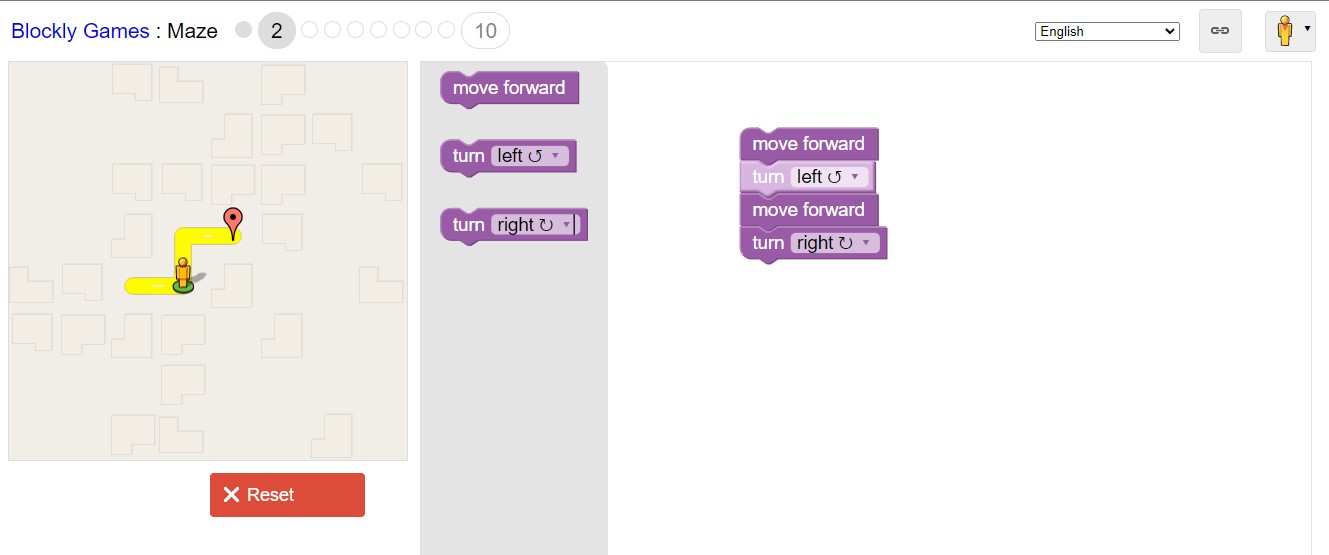 Blockly Games : Maze 2 10 English
move forward
turn left ↺
turn right ↻
move forward
turn left ↺
move forward
turn right ↻
Reset